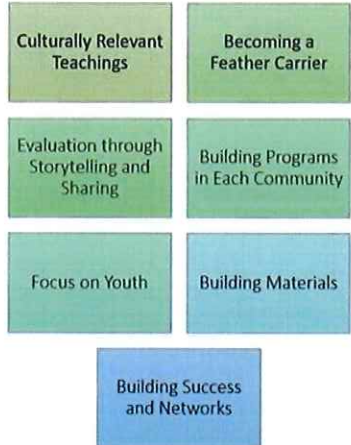 Culturally Relevant
Teachings
Becoming a
Feather Carrier
Evaluation through
Storytelling and
Sharing
Building Programs
in Each Community
Focus on Youth
Building Materials
Building Success
and Networks